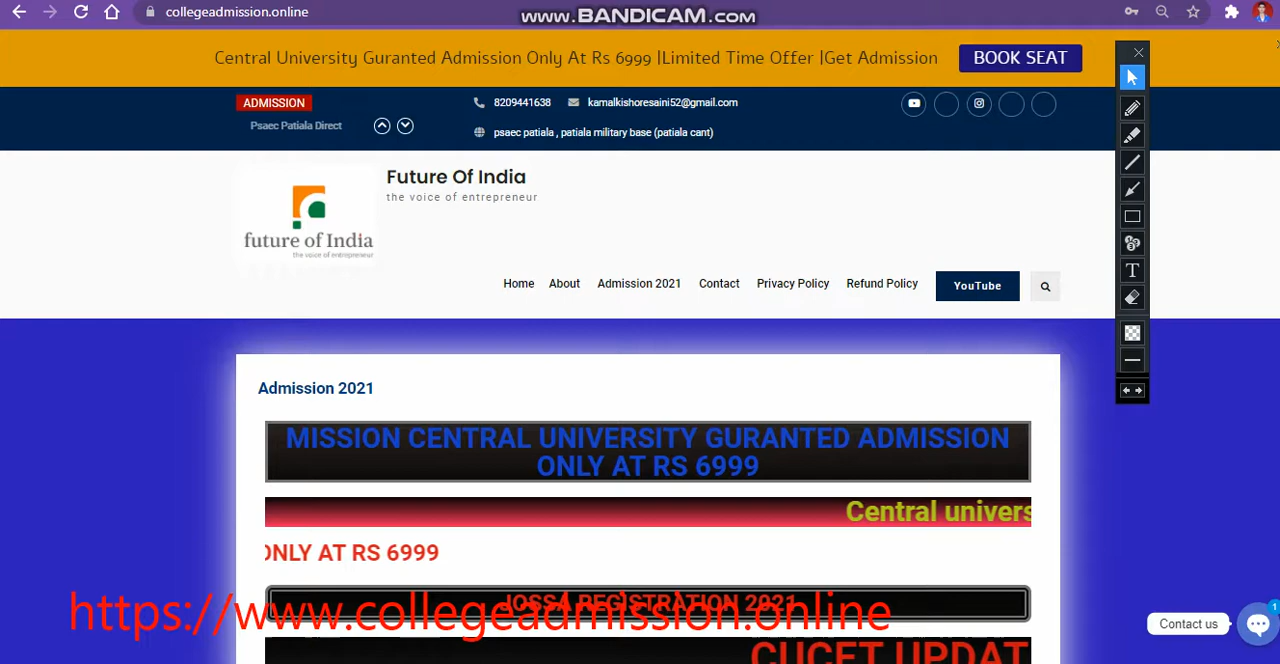 collegeadmission.online
www.BANDICAM.com
Central University Guranted Admission Only At Rs 6999 |Limited Time Offer |Get Admission
BOOK SEAT
ADMISSION
8209441638
kamalkishoresaini52@gmail.com
Psaec Patiala Direct
psaec patiala , patiala military base (patiala cant)
Future Of India
the voice of entrepreneur
future of India
the voice of entrepreneur
Home About Admission 2021 Contact Privacy Policy Refund Policy YouTube
Admission 2021
MISSION CENTRAL UNIVERSITY GURANTED ADMISSION
ONLY AT RS 6999
Central univers
ONLY AT RS 6999
JOSSA REGISTRATION 2021
https://www.collegeadmission.online
Contact us
1
CUCET UPDAT
T